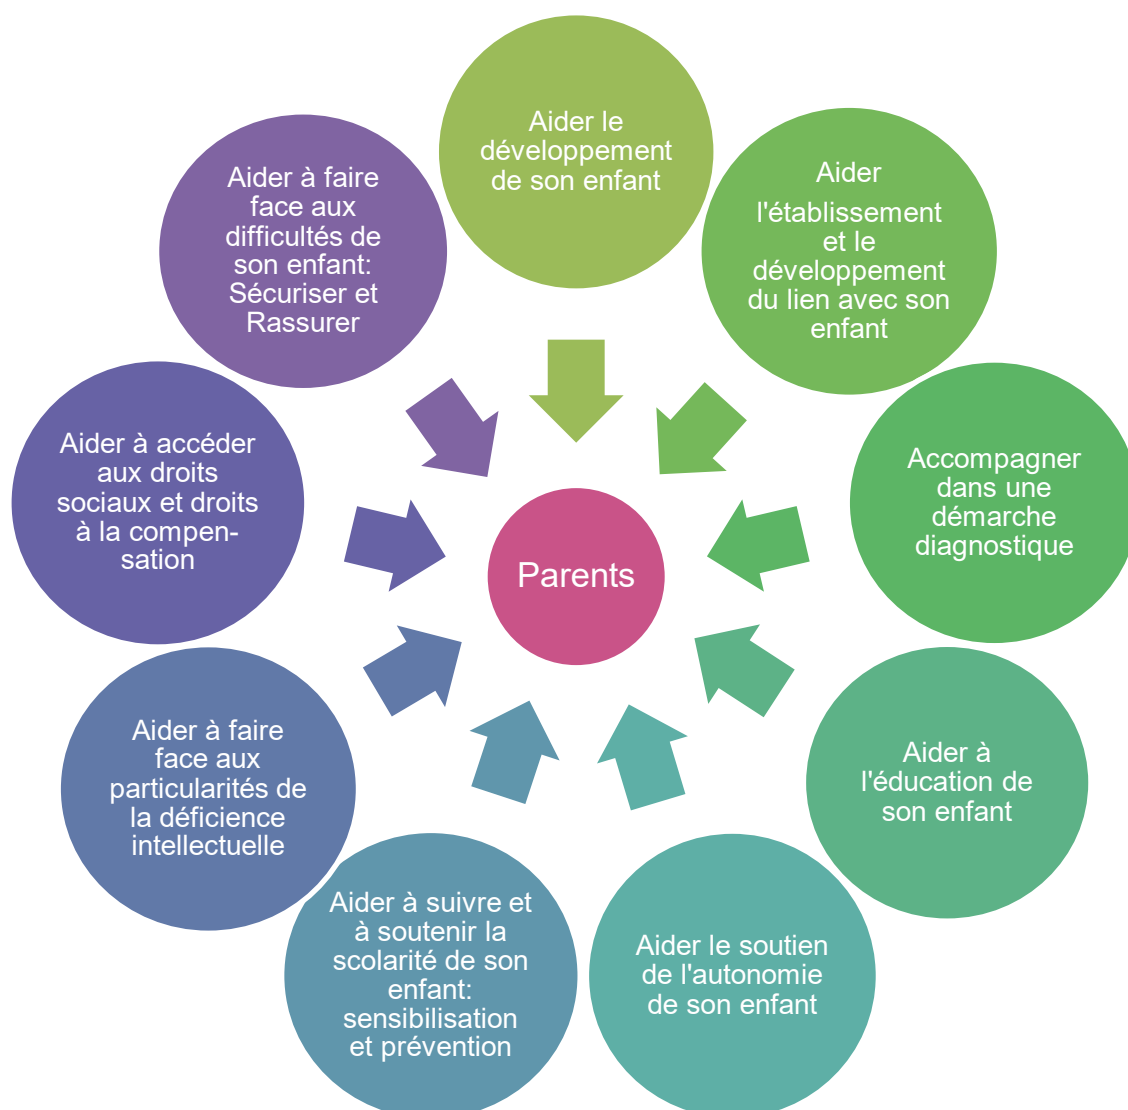 Aider le
développement
de son enfant
Aider
l'établissement
et le
développement
du lien avec son
enfant
Accompagner
dans une
démarche
diagnostique
Aider à
l'éducation de
son enfant
Aider le soutien
de l'autonomie
de son enfant
Aider à suivre et
à soutenir la
scolarité de son
enfant:
sensibilisation
et prévention
Aider à faire
face aux
particularités de
la déficience
intellectuelle
Aider à accéder
aux droits
sociaux et droits
à la compen-
sation
Aider à faire
face aux
difficultés de
son enfant:
Sécuriser et
Rassurer
Parents